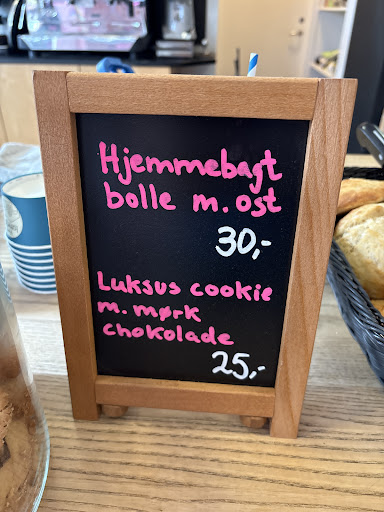 Hjemmebagt
bolle m. ost
30,-
Luksus cookie
m. mørk
chokolade
25,-